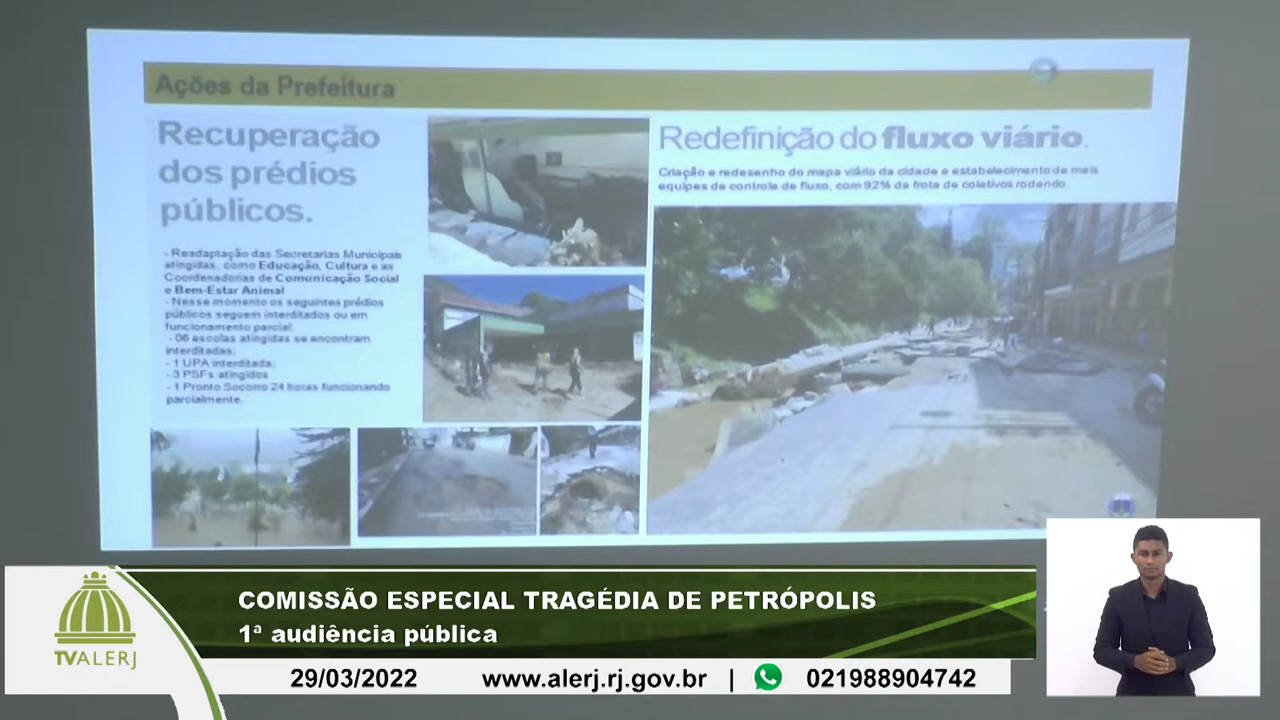 Ações da Prefeitura
Recuperação
dos prédios
públicos.
- Readaptação das Secretarias Municipais
atingidas, como Educação, Cultura e as
Coordenadorias de Comunicação Social
e Bem-Estar Animal
- Nesse momento os seguintes prédios
públicos seguem interditados ou em
funcionamento parcial:
- 06 escolas atingidas se encontram
interditadas;
- 1 UPA interditada;
- 3 PSFs atingidos
- 1 Pronto Socorro 24 horas funcionando
parcialmente.
Redefinição do fluxo viário.
Criação e redesenho do mapa viário da cidade e estabelecimento de mais
equipes de controle de fluxo, com 92% da frota de coletivos rodando.
COMISSÃO ESPECIAL TRAGÉDIA DE PETRÓPOLIS
1ª audiência pública
TVALERJ
29/03/2022 www.alerj.rj.gov.br | 021988904742